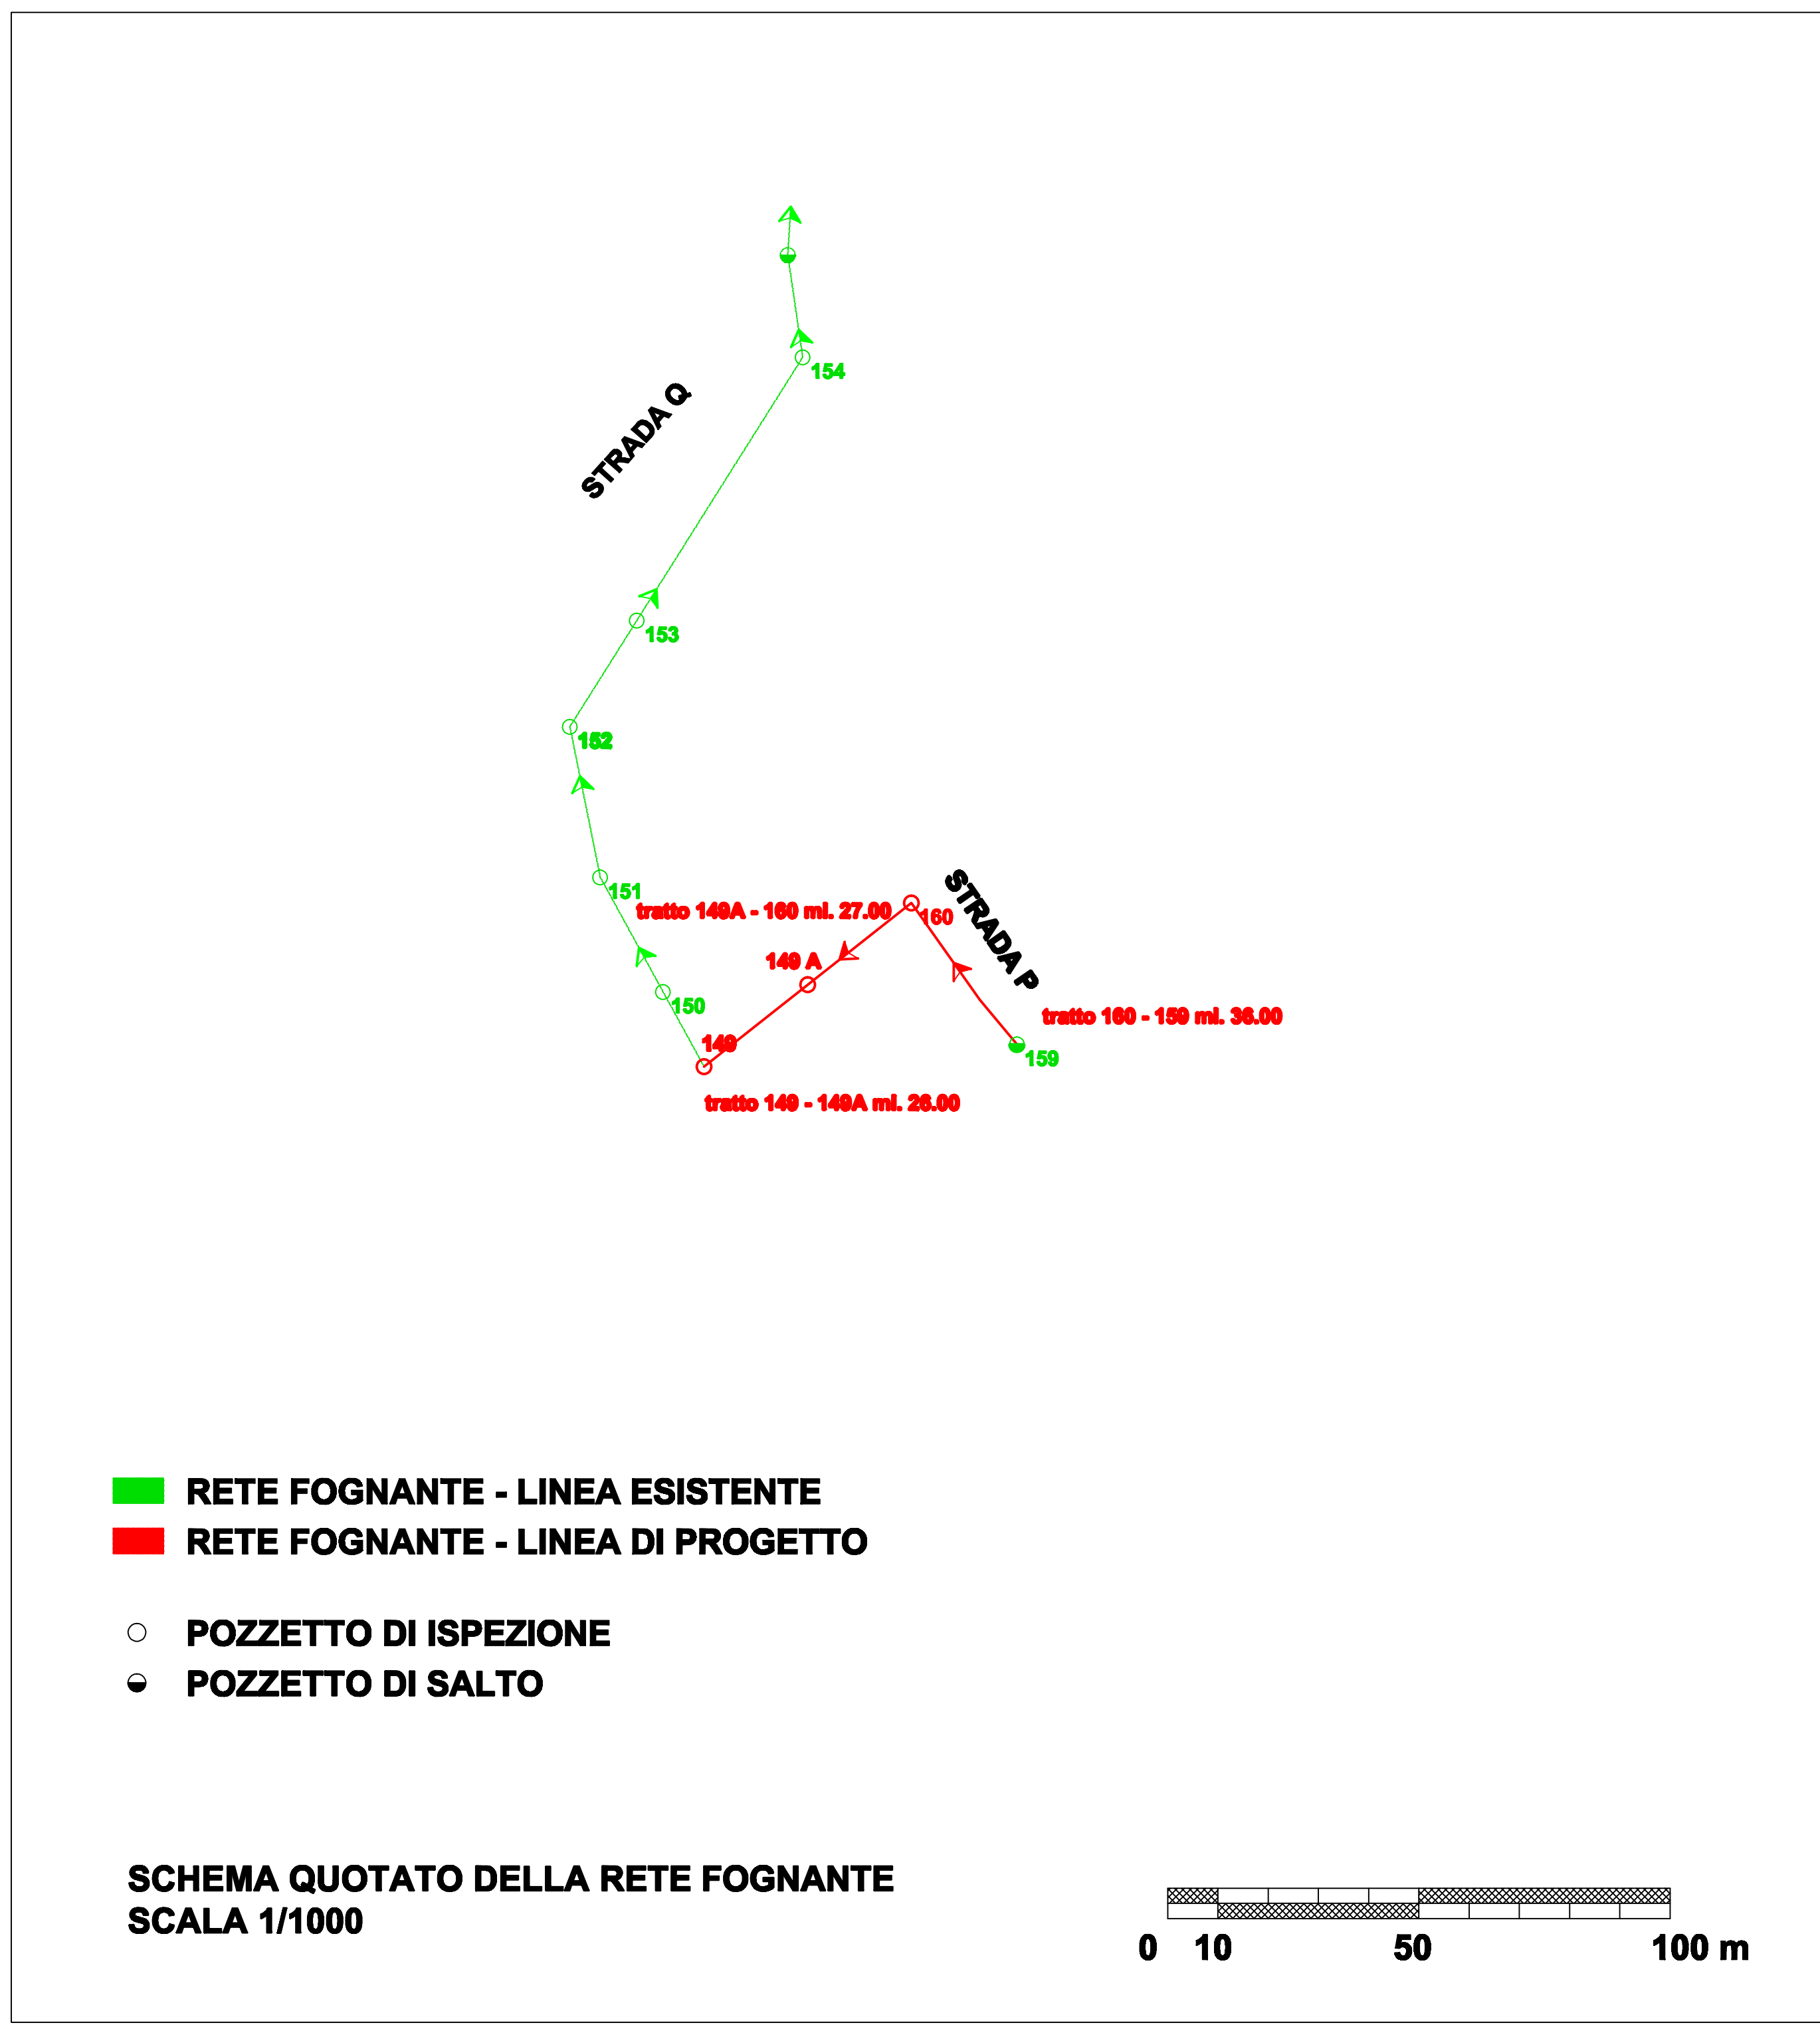 154
STRADA Q
153
152
151
tratto 149A - 160 ml. 27.00
160
STRADA P
149 A
150
tratto 160 - 159 ml. 36.00
149
159
tratto 149 - 149A ml. 26.00
RETE FOGNANTE - LINEA ESISTENTE
RETE FOGNANTE - LINEA DI PROGETTO
POZZETTO DI ISPEZIONE
POZZETTO DI SALTO
SCHEMA QUOTATO DELLA RETE FOGNANTE
SCALA 1/1000
0 10 50 100 m